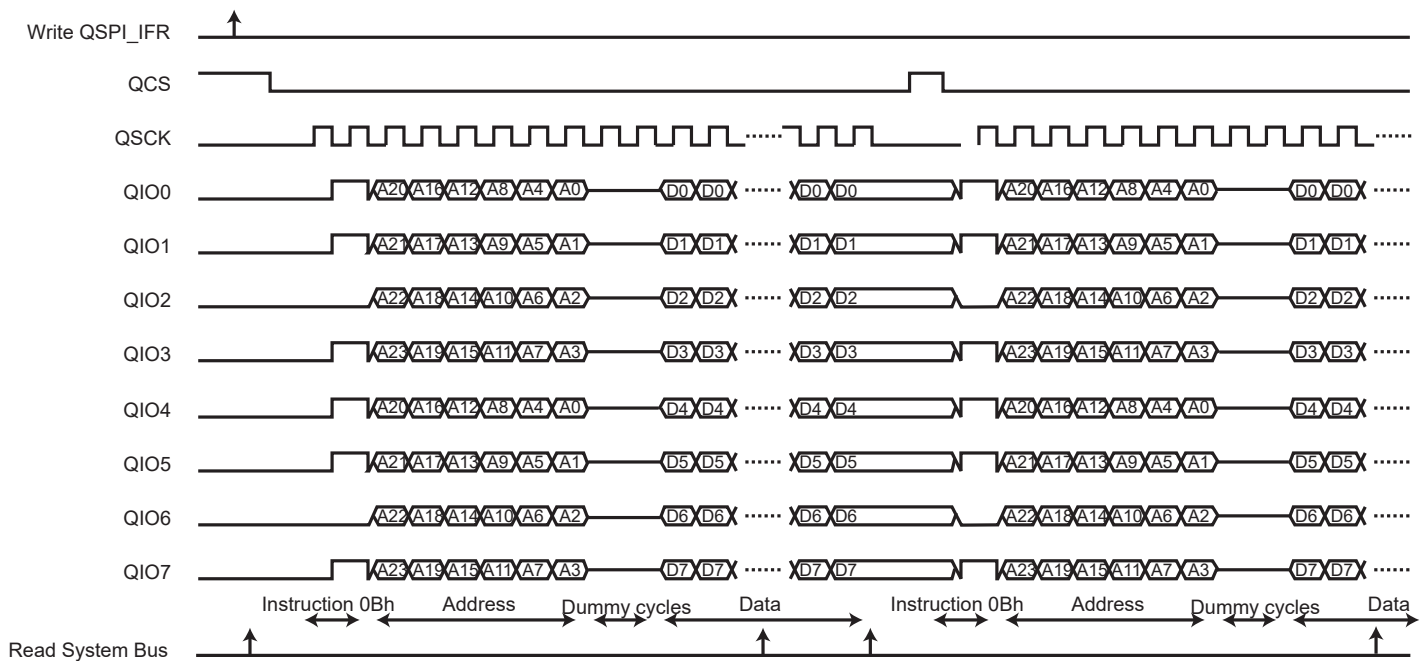 Write QSPI_IFR
QCS
QSCK
QIO0 A20 A16 A12 A8 A4 A0 D0 D0 D0 D0 A20 A16 A12 A8 A4 A0 D0 D0
QIO1 A21 A17 A13 A9 A5 A1 D1 D1 D1 D1 A21 A17 A13 A9 A5 A1 D1 D1
QIO2 A22 A18 A14 A10 A6 A2 D2 D2 D2 D2 A22 A18 A14 A10 A6 A2 D2 D2
QIO3 A23 A19 A15 A11 A7 A3 D3 D3 D3 D3 A23 A19 A15 A11 A7 A3 D3 D3
QIO4 A20 A16 A12 A8 A4 A0 D4 D4 D4 D4 A20 A16 A12 A8 A4 A0 D4 D4
QIO5 A21 A17 A13 A9 A5 A1 D5 D5 D5 D5 A21 A17 A13 A9 A5 A1 D5 D5
QIO6 A22 A18 A14 A10 A6 A2 D6 D6 D6 D6 A22 A18 A14 A10 A6 A2 D6 D6
QIO7 A23 A19 A15 A11 A7 A3 D7 D7 D7 D7 A23 A19 A15 A11 A7 A3 D7 D7
Instruction 0Bh Address Dummy cycles Data Instruction 0Bh Address Dummy cycles Data
Read System Bus